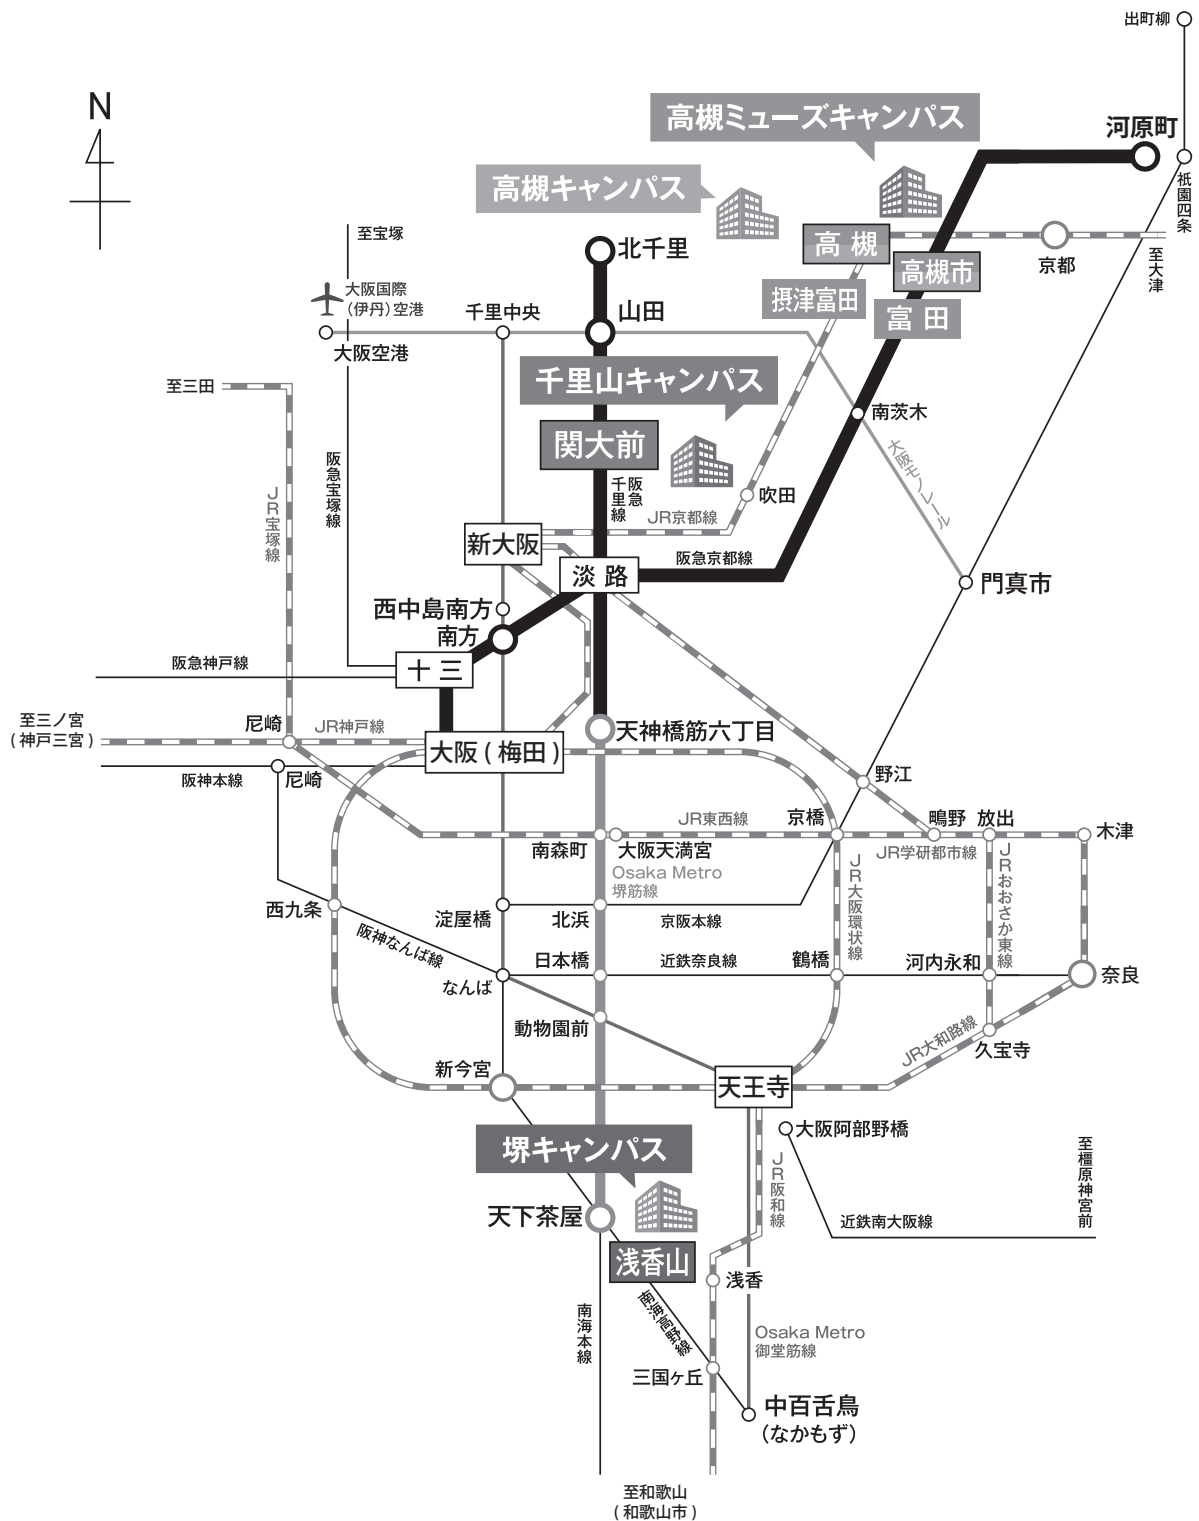 出町柳
N
高槻ミューズキャンパス
河原町
高槻キャンパス
祇園四条
至宝塚
北千里
高 槻
京都
至大津
高槻市
大阪国際
(伊丹)空港
摂津富田
千里中央
山田
富 田
大阪空港
千里山キャンパス
至三田
南茨木
関大前
大阪モノレール
阪急宝塚線
JR宝塚線
阪急
千里線
吹田
JR京都線
新大阪
阪急京都線
淡 路
門真市
西中島南方
南方
十 三
阪急神戸線
至三ノ宮
(神戸三宮)
尼崎
JR神戸線
天神橋筋六丁目
大阪(梅田)
阪神本線
尼崎
野江
JR東西線
京橋
鴫野
放出
木津
南森町
大阪天満宮
JR学研都市線
Osaka Metro
堺筋線
JR大阪環状線
JRおおさか東線
西九条
淀屋橋
北浜
京阪本線
阪神なんば線
日本橋
近鉄奈良線
鶴橋
河内永和
奈良
なんば
動物園前
JR大和路線
久宝寺
新今宮
天王寺
大阪阿部野橋
堺キャンパス
JR阪和線
至橿原神宮前
天下茶屋
近鉄南大阪線
浅香山
浅香
南海本線
南海高野線
Osaka Metro
御堂筋線
三国ヶ丘
中百舌鳥
(なかもず)
至和歌山
(和歌山市)